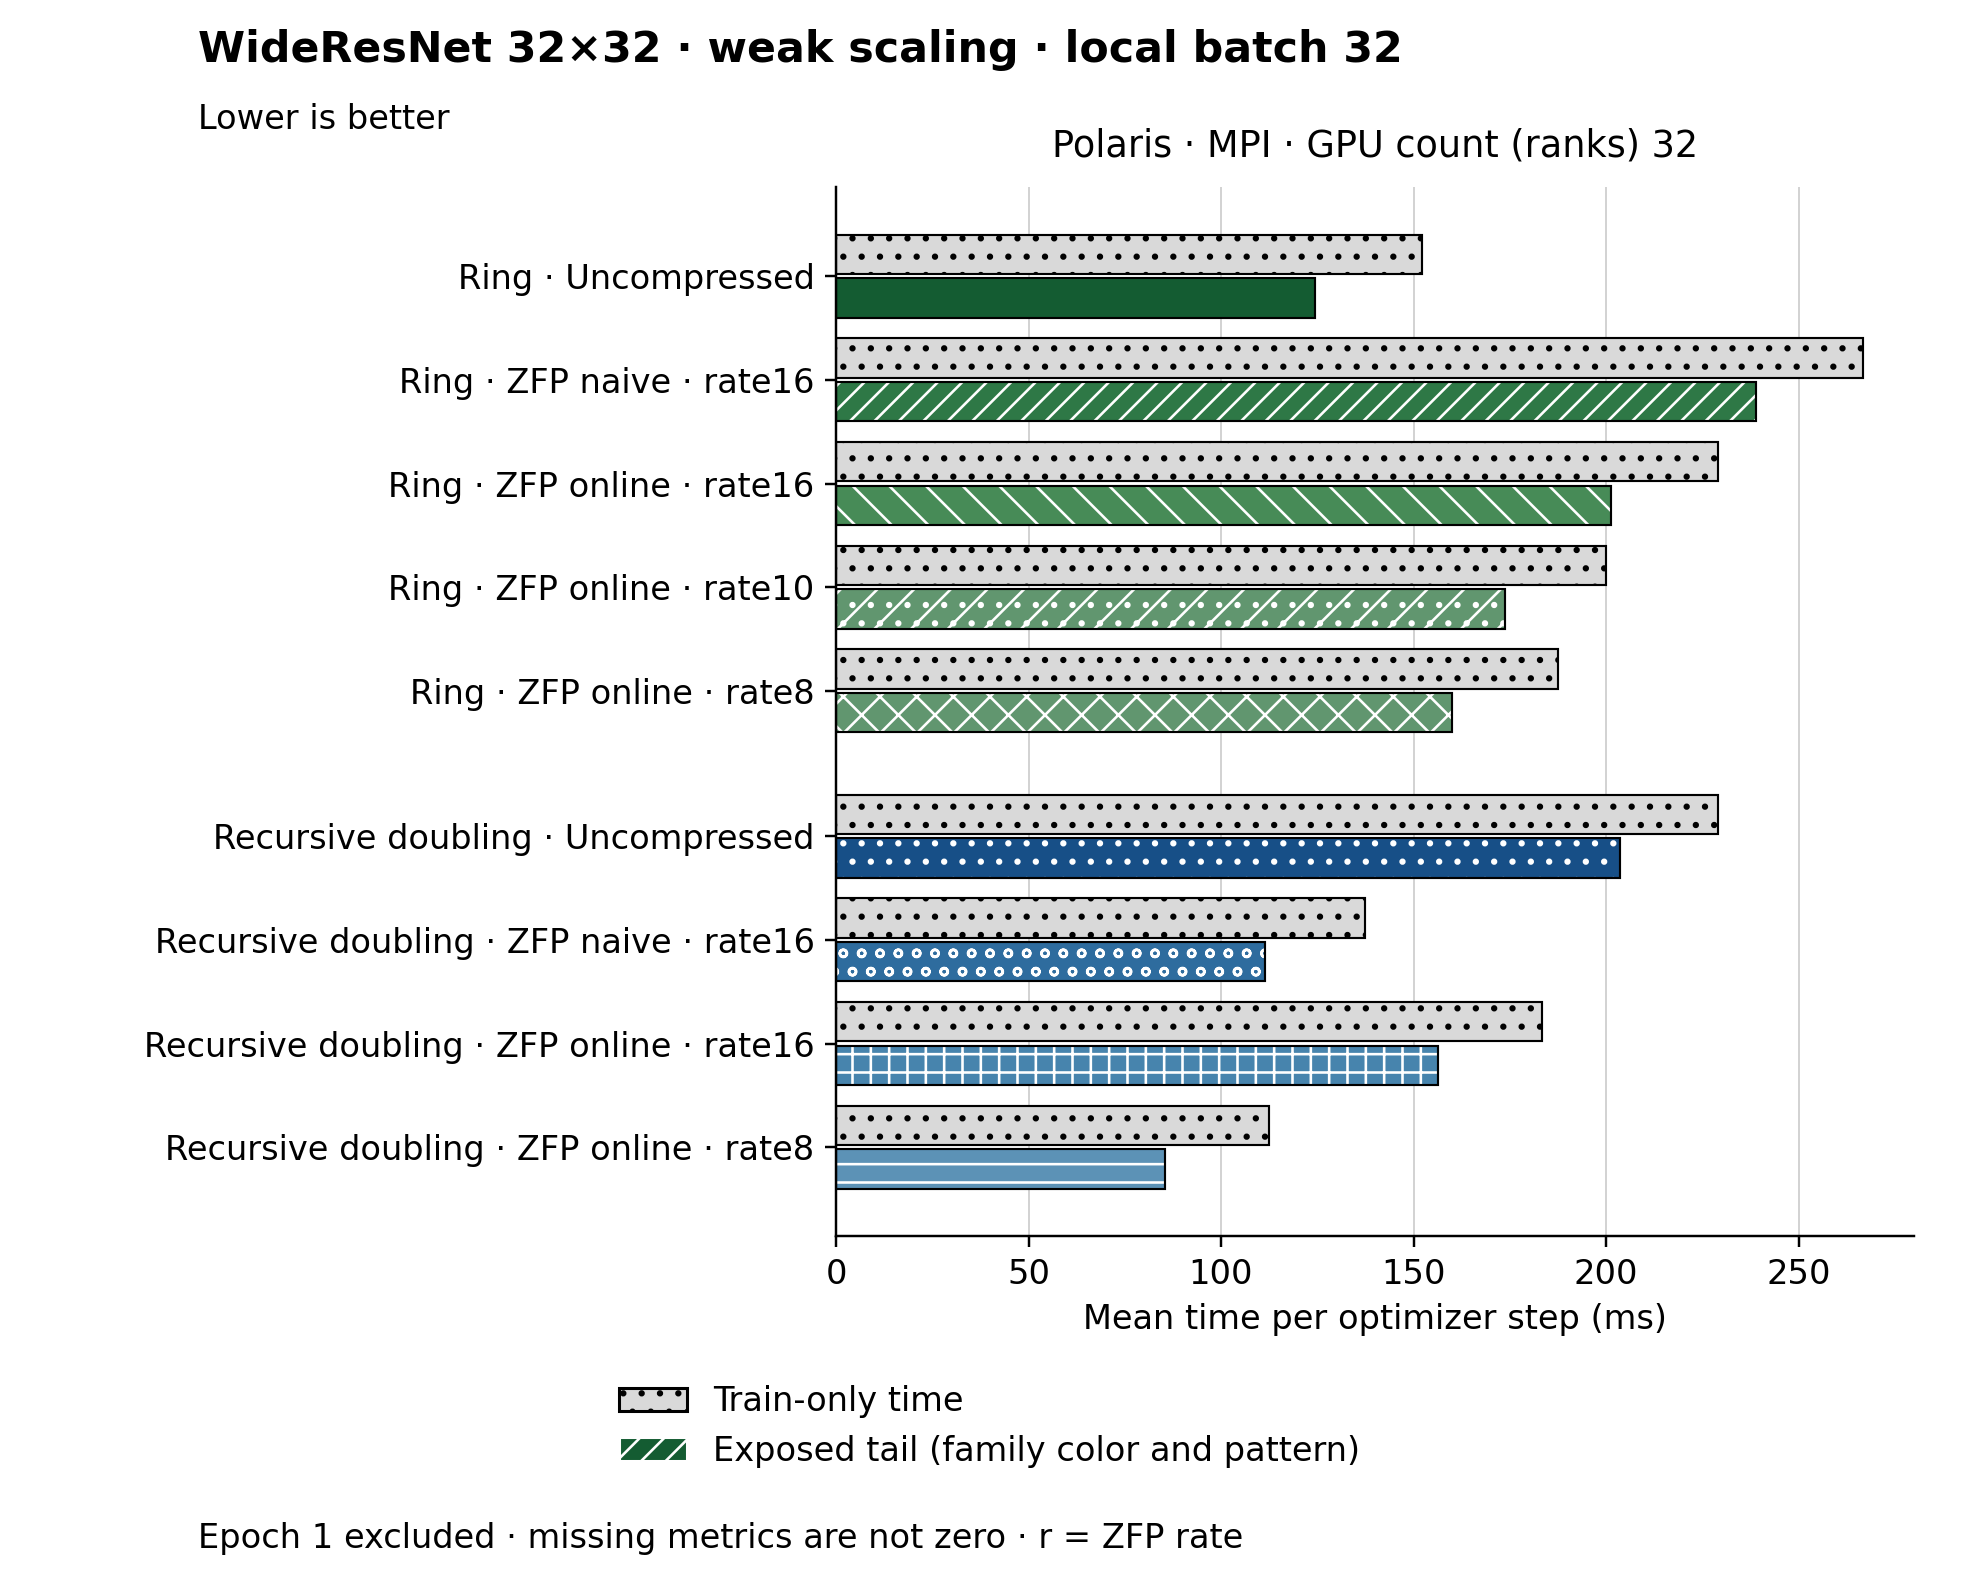 WideResNet 32×32 · weak scaling · local batch 32
Lower is better
Polaris · MPI · GPU count (ranks) 32
Ring · Uncompressed
Ring · ZFP naive · rate16
Ring · ZFP online · rate16
Ring · ZFP online · rate10
Ring · ZFP online · rate8
Recursive doubling · Uncompressed
Recursive doubling · ZFP naive · rate16
Recursive doubling · ZFP online · rate16
Recursive doubling · ZFP online · rate8
0 50 100 150 200 250
Mean time per optimizer step (ms)
Train-only time
Exposed tail (family color and pattern)
Epoch 1 excluded · missing metrics are not zero · r = ZFP rate